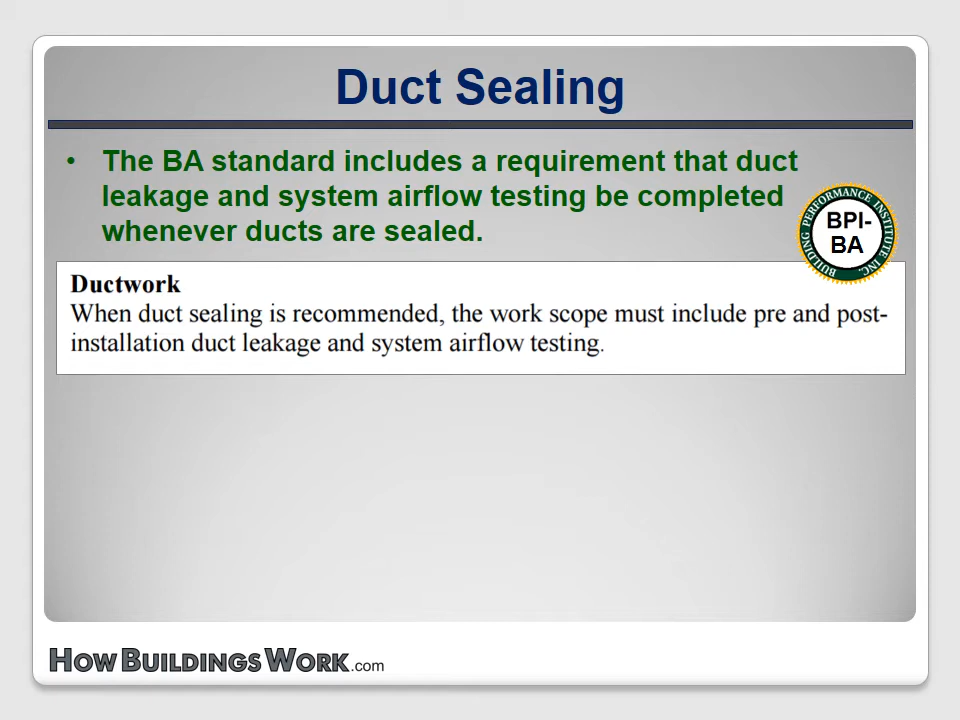 Duct Sealing
• The BA standard includes a requirement that duct
leakage and system airflow testing be completed
whenever ducts are sealed.
BUILDING PERFORMANCE INSTITUTE INC.
BPI-
BA
Ductwork
When duct sealing is recommended, the work scope must include pre and post-
installation duct leakage and system airflow testing.
HOW BUILDINGS WORK.com